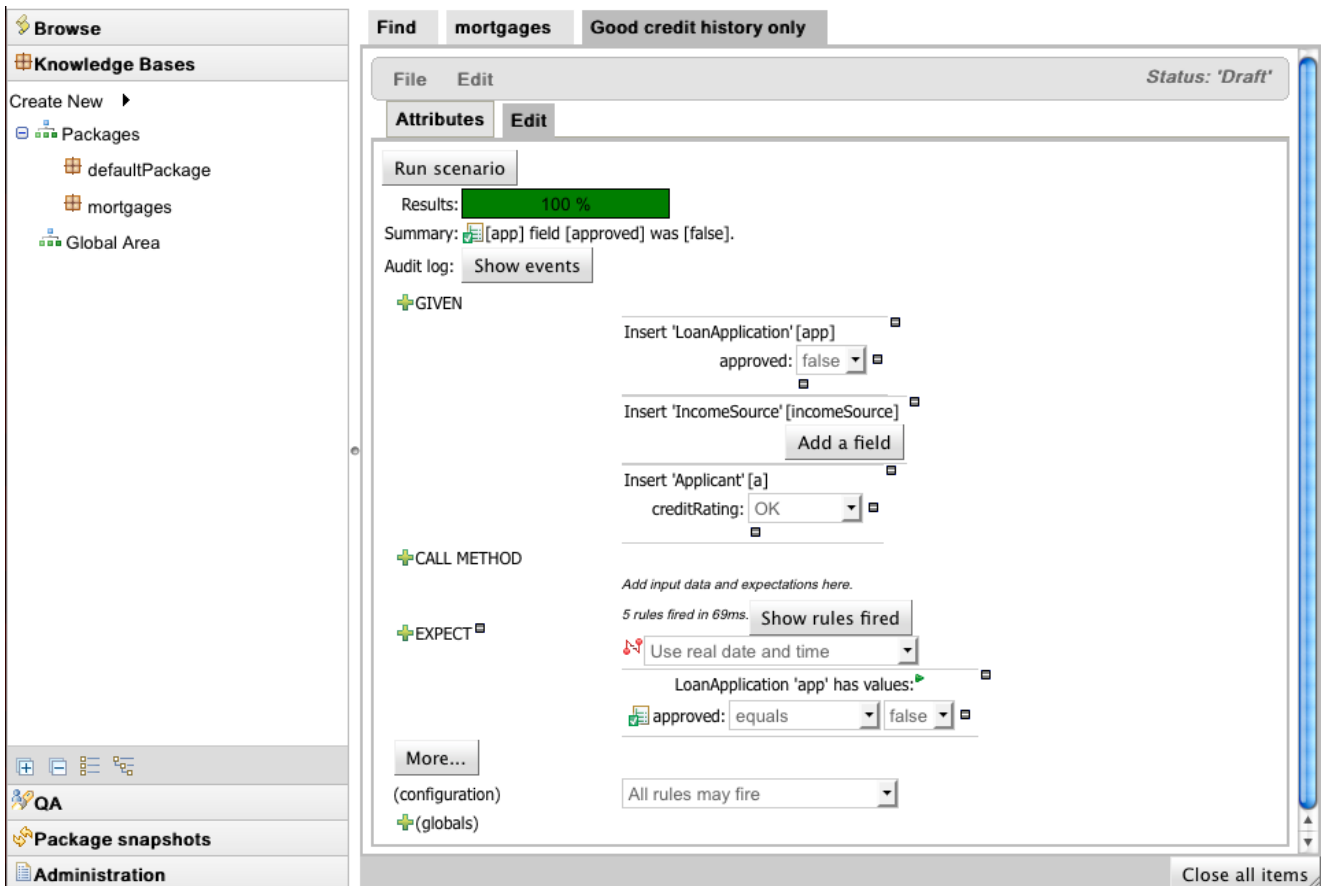 Browse
Knowledge Bases
Create New
Packages
defaultPackage
mortgages
Global Area
QA
Package snapshots
Administration
Find mortgages Good credit history only
File Edit Status: 'Draft'
Attributes Edit
Run scenario
Results: 100 %
Summary: [app] field [approved] was [false].
Audit log: Show events
GIVEN
Insert 'LoanApplication' [app]
approved: false
Insert 'IncomeSource' [incomeSource]
Add a field
Insert 'Applicant' [a]
creditRating: OK
CALL METHOD
Add input data and expectations here.
5 rules fired in 69ms. Show rules fired
EXPECT
Use real date and time
LoanApplication 'app' has values:
approved: equals false
More...
(configuration) All rules may fire
(globals)
Close all items